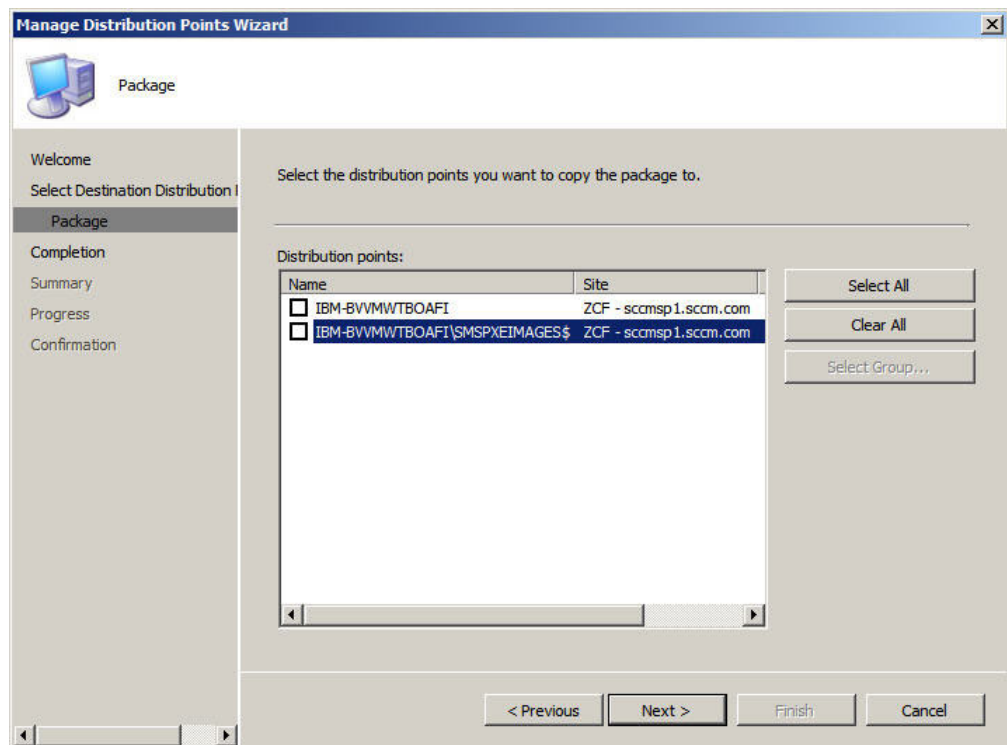 Manage Distribution Points Wizard
Package
Welcome
Select Destination Distribution
Package
Completion
Summary
Progress
Confirmation
Select the distribution points you want to copy the package to.
Distribution points:
Name Site
IBM-BVVMWTBOAFI ZCF - sccmsp1.sccm.com
IBM-BVVMWTBOAFI\SMSPXEIMAGES$ ZCF - sccmsp1.sccm.com
Select All
Clear All
Select Group...
< Previous Next > Finish Cancel